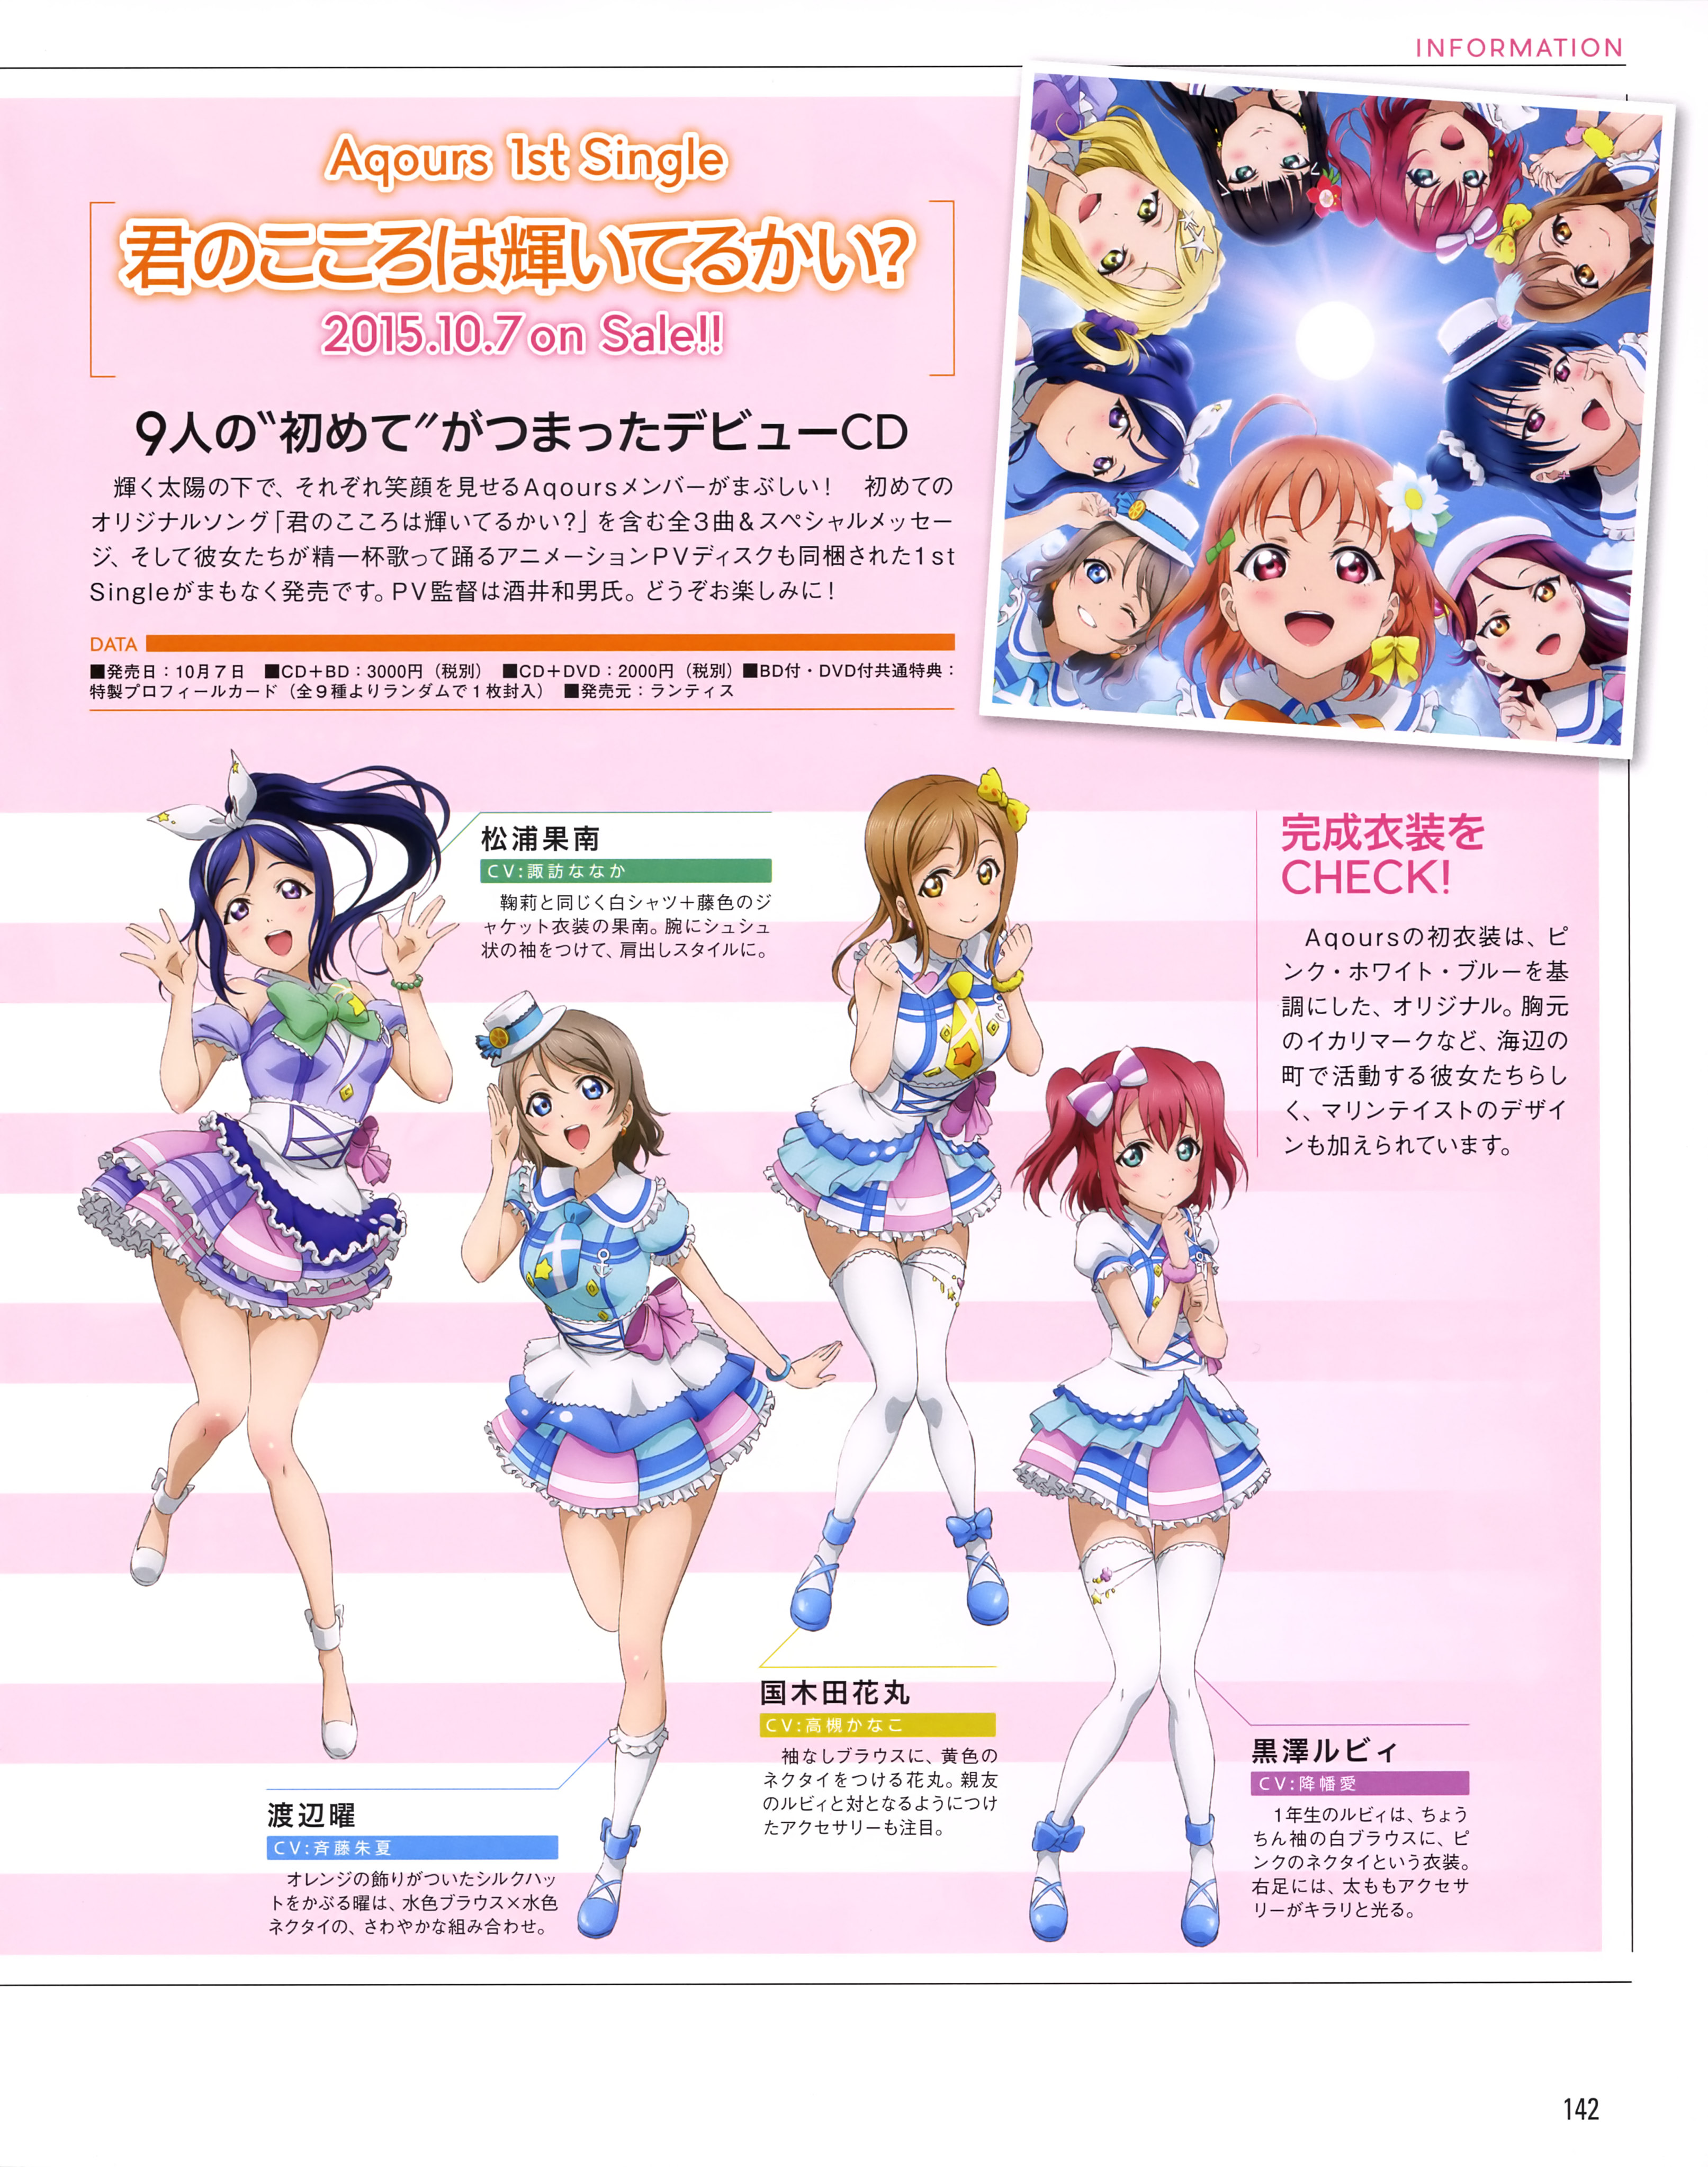 INFORMATION
Aqours 1st Single
君のこころは輝いてるかい?
2015.10.7 on Sale!!
9人の〝初めて〟がつまったデビューCD
輝く太陽の下で、それぞれ笑顔を見せるAqoursメンバーがまぶしい！　初めての
オリジナルソング「君のこころは輝いてるかい？」を含む全3曲＆スペシャルメッセー
ジ、そして彼女たちが精一杯歌って踊るアニメーションPVディスクも同梱された1st
Singleがまもなく発売です。PV監督は酒井和男氏。どうぞお楽しみに！
DATA
■発売日：10月7日　■CD＋BD：3000円（税別）　■CD＋DVD：2000円（税別）■BD付・DVD付共通特典：
特製プロフィールカード（全9種よりランダムで1枚封入）　■発売元：ランティス
松浦果南
CV:諏訪ななか
鞠莉と同じく白シャツ＋藤色のジ
ャケット衣装の果南。腕にシュシュ
状の袖をつけて、肩出しスタイルに。
完成衣装を
CHECK!
Aqoursの初衣装は、ピ
ンク・ホワイト・ブルーを基
調にした、オリジナル。胸元
のイカリマークなど、海辺の
町で活動する彼女たちらし
く、マリンテイストのデザイ
ンも加えられています。
国木田花丸
CV:高槻かなこ
袖なしブラウスに、黄色の
ネクタイをつける花丸。親友
のルビィと対となるようにつけ
たアクセサリーも注目。
黒澤ルビィ
CV:降幡愛
1年生のルビィは、ちょう
ちん袖の白ブラウスに、ピ
ンクのネクタイという衣装。
右足には、太ももアクセサ
リーがキラリと光る。
渡辺曜
CV:斉藤朱夏
オレンジの飾りがついたシルクハッ
トをかぶる曜は、水色ブラウス×水色
ネクタイの、さわやかな組み合わせ。
142